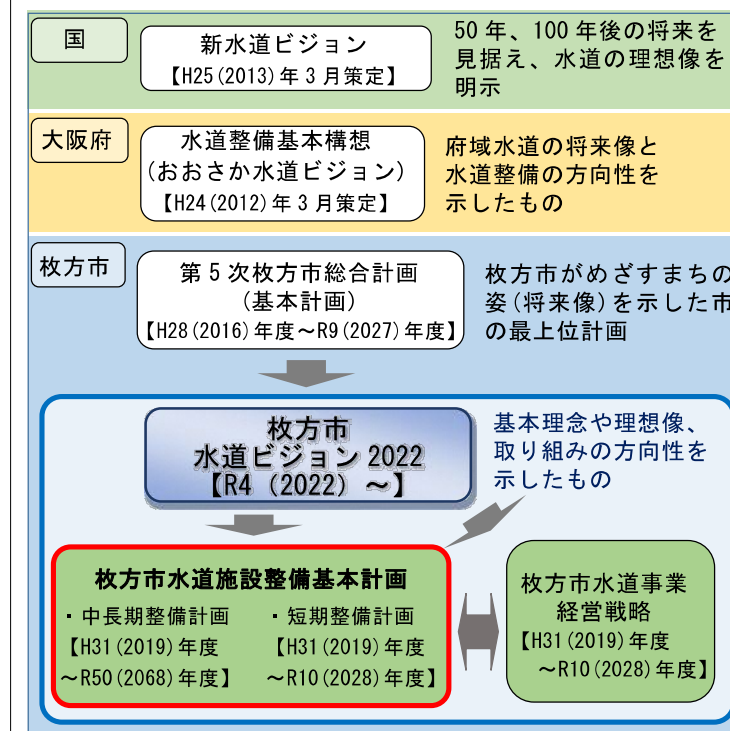 国
新水道ビジョン
【H25(2013)年3月策定】
50年、100年後の将来を
見据え、水道の理想像を
明示
大阪府
水道整備基本構想
(おおさか水道ビジョン)
【H24(2012)年3月策定】
府域水道の将来像と
水道整備の方向性を
示したもの
枚方市
第5次枚方市総合計画
(基本計画)
【H28(2016)年度～R9(2027)年度】
枚方市がめざすまちの
姿(将来像)を示した市
の最上位計画
枚方市
水道ビジョン2022
【R4（2022）～】
基本理念や理想像、
取り組みの方向性を
示したもの
枚方市水道施設整備基本計画
・中長期整備計画
【H31(2019)年度
～R50(2068)年度】
・短期整備計画
【H31(2019)年度
～R10(2028)年度】
枚方市水道事業
経営戦略
【H31(2019)年度
～R10(2028)年度】